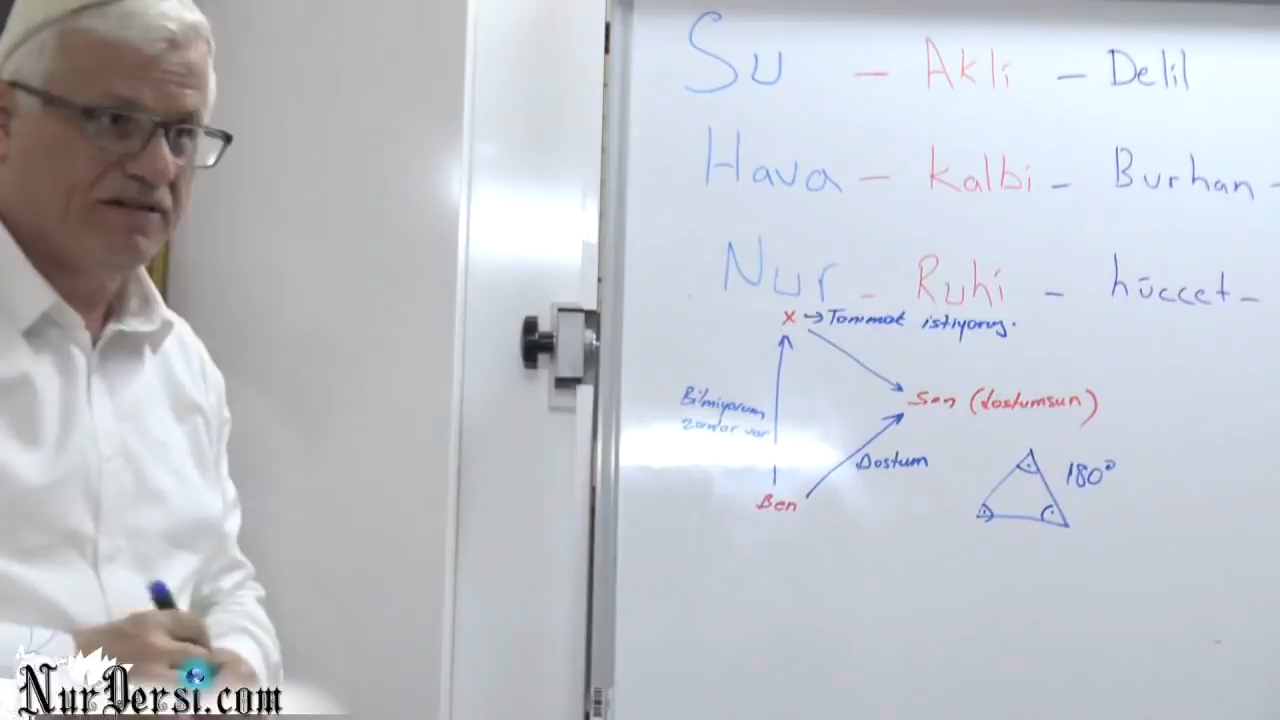 Su - Akli - Delil
Hava - Kalbi - Burhan -
Nur - Ruhi - hüccet -
x → Tanımak istiyoruz.
Bilmiyorum
zanlar var
Sen (dostumsun)
Dostum
180°
Ben
NurDersi.com